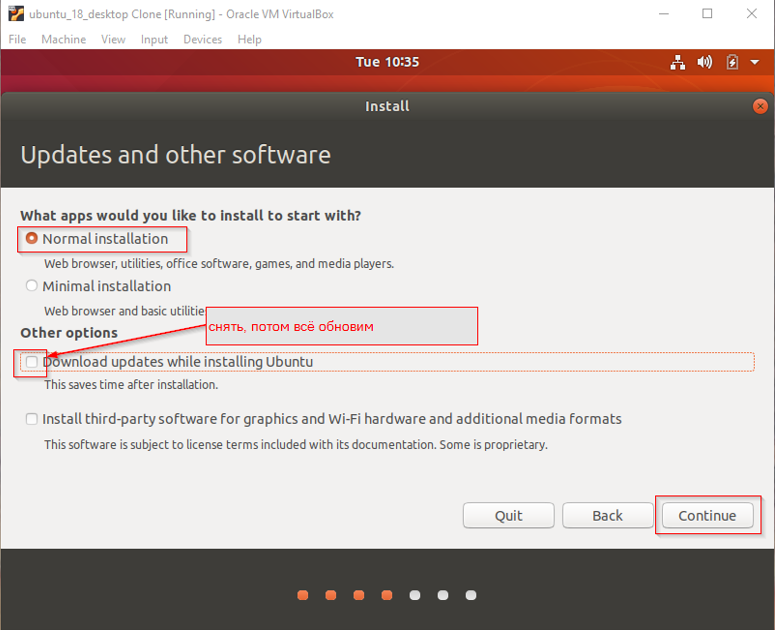 ubuntu_18_desktop Clone [Running] - Oracle VM VirtualBox
File Machine View Input Devices Help
Tue 10:35
Install
Updates and other software
What apps would you like to install to start with?
Normal installation
Web browser, utilities, office software, games, and media players.
Minimal installation
Web browser and basic utilitie
снять, потом всё обновим
Other options
Download updates while installing Ubuntu
This saves time after installation.
Install third-party software for graphics and Wi-Fi hardware and additional media formats
This software is subject to license terms included with its documentation. Some is proprietary.
Quit Back Continue